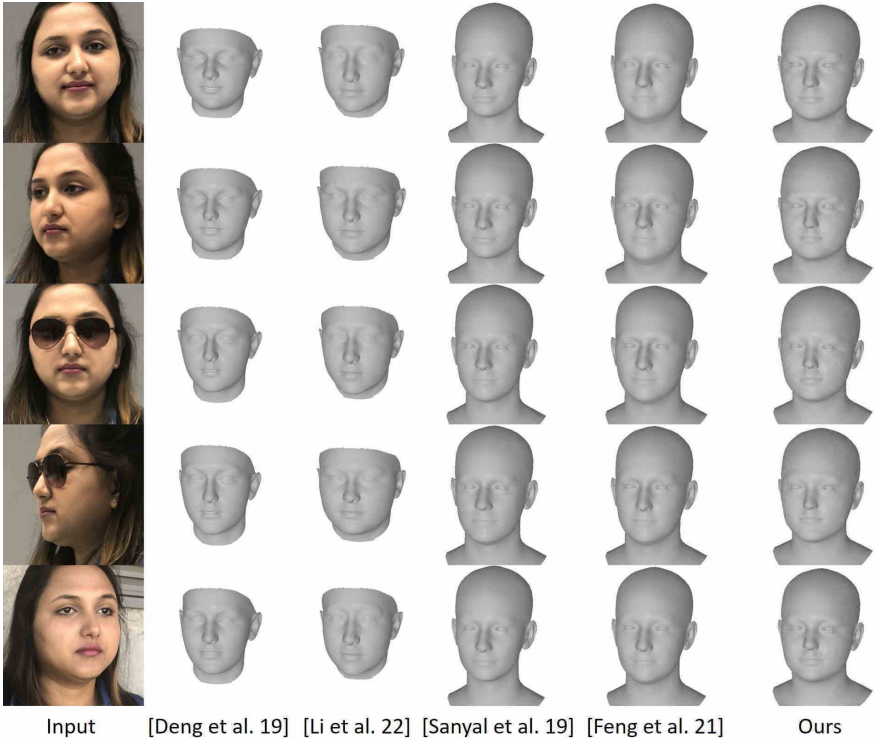 Input [Deng et al. 19] [Li et al. 22] [Sanyal et al. 19] [Feng et al. 21] Ours